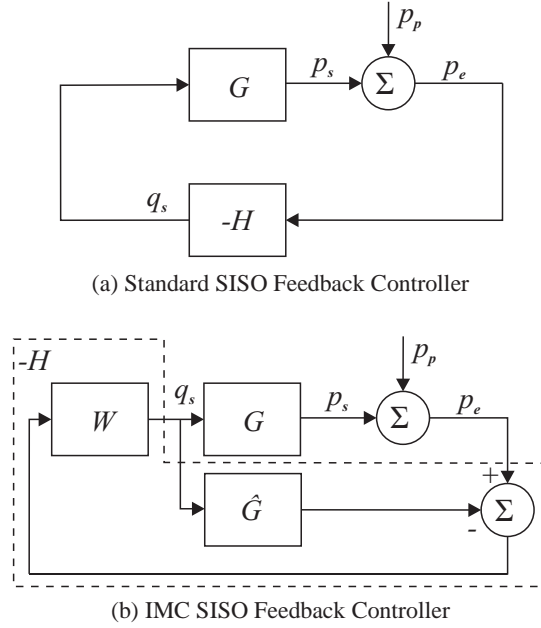 p_p
G
p_s
Σ
p_e
q_s
-H
(a) Standard SISO Feedback Controller
-H
p_p
W
q_s
G
p_s
Σ
p_e
+
Ĝ
Σ
-
(b) IMC SISO Feedback Controller